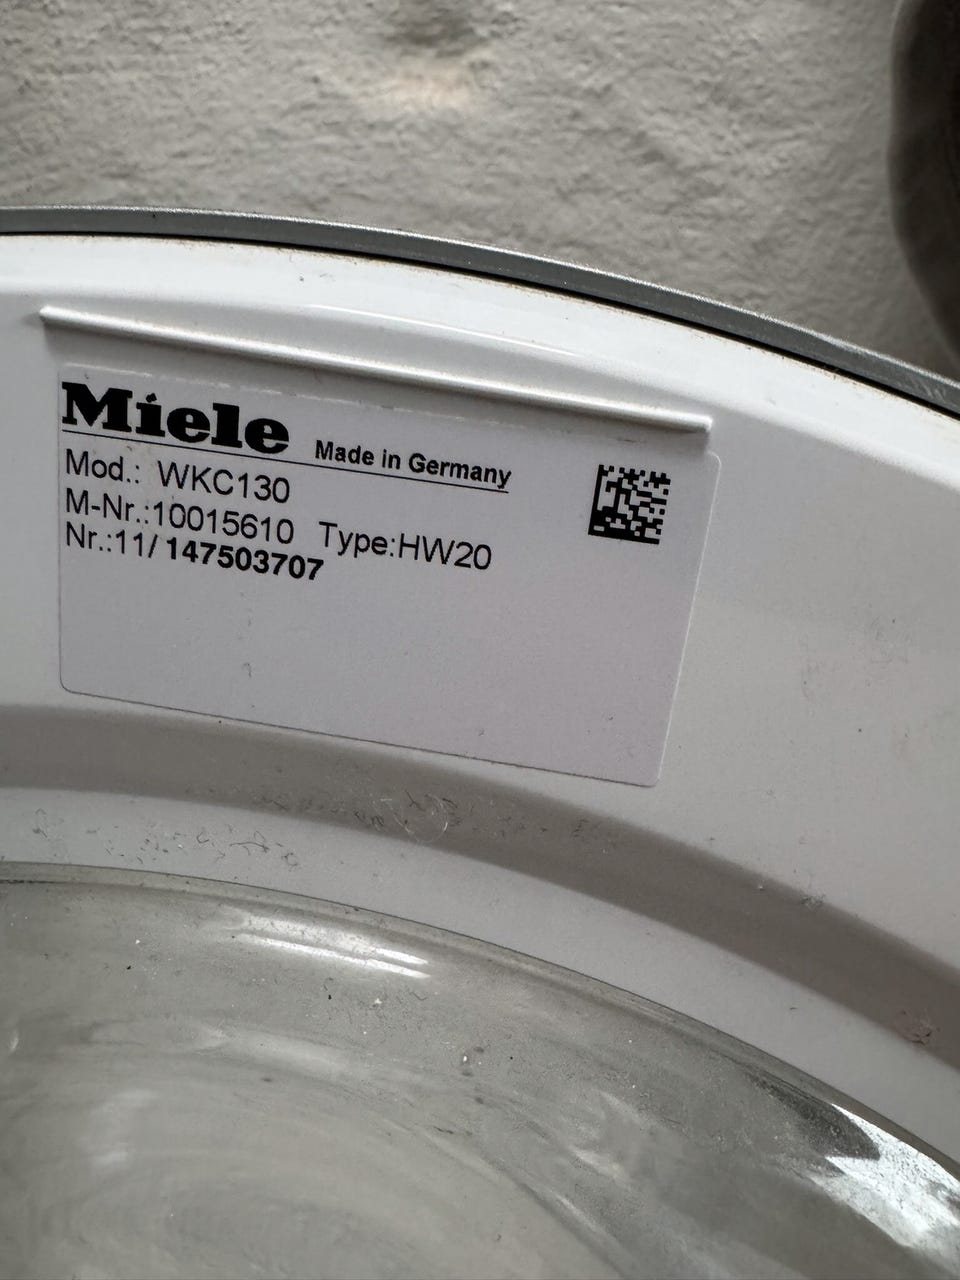 Miele Made in Germany
Mod.: WKC130
M-Nr.:10015610 Type:HW20
Nr.:11/147503707